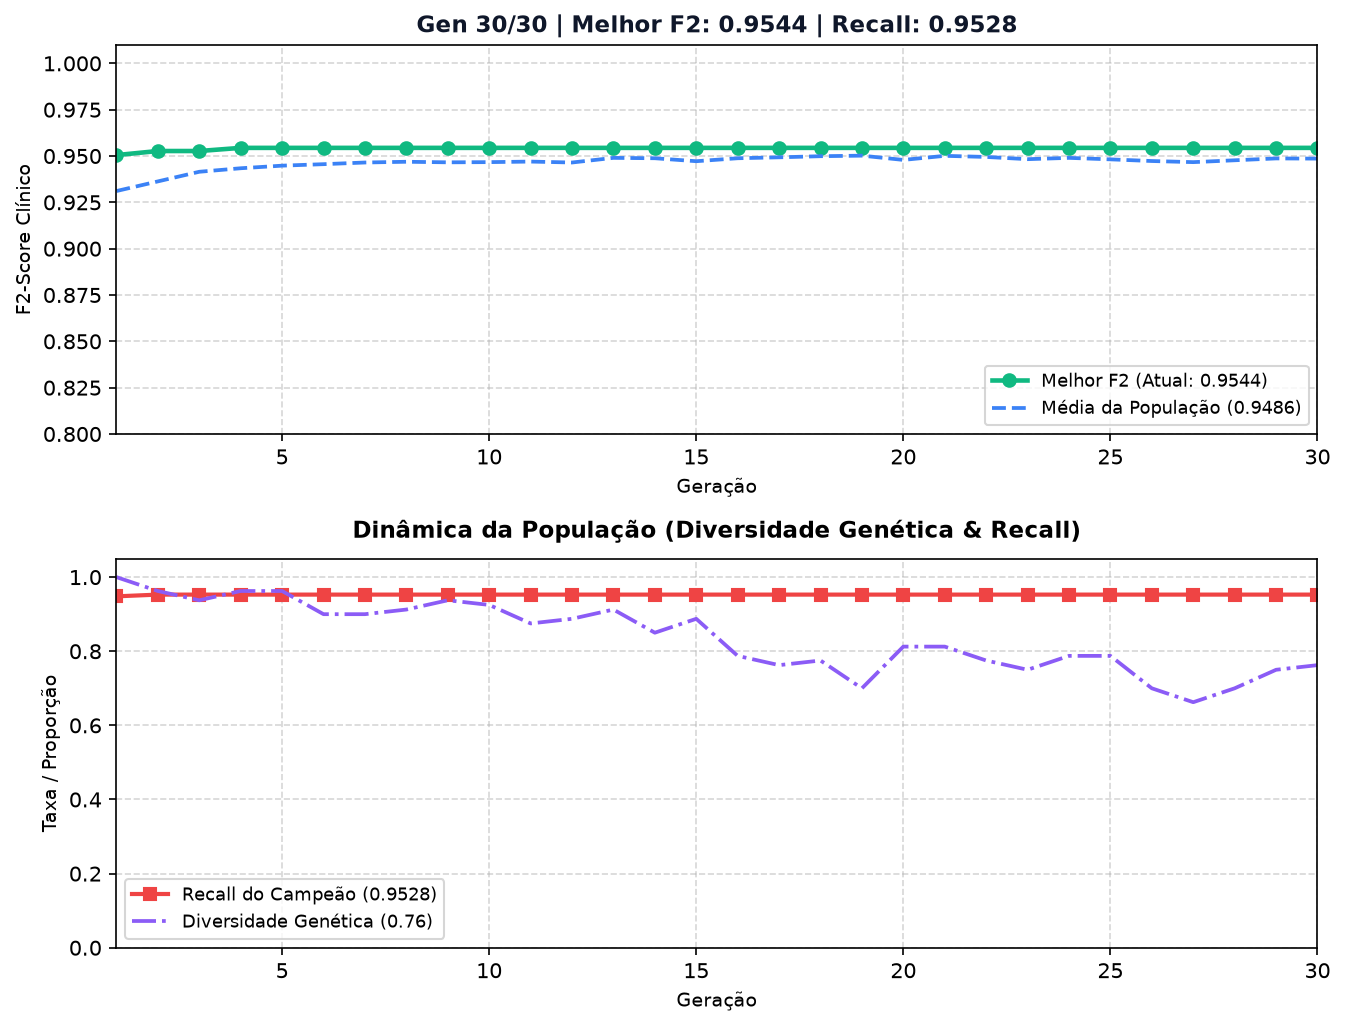 Gen 30/30 | Melhor F2: 0.9544 | Recall: 0.9528
1.000
0.975
0.950
0.925
0.900
0.875
0.850
0.825
0.800
F2-Score Clínico
Melhor F2 (Atual: 0.9544)
Média da População (0.9486)
5 10 15 20 25 30
Geração
Dinâmica da População (Diversidade Genética & Recall)
1.0
0.8
0.6
0.4
0.2
0.0
Taxa / Proporção
Recall do Campeão (0.9528)
Diversidade Genética (0.76)
5 10 15 20 25 30
Geração